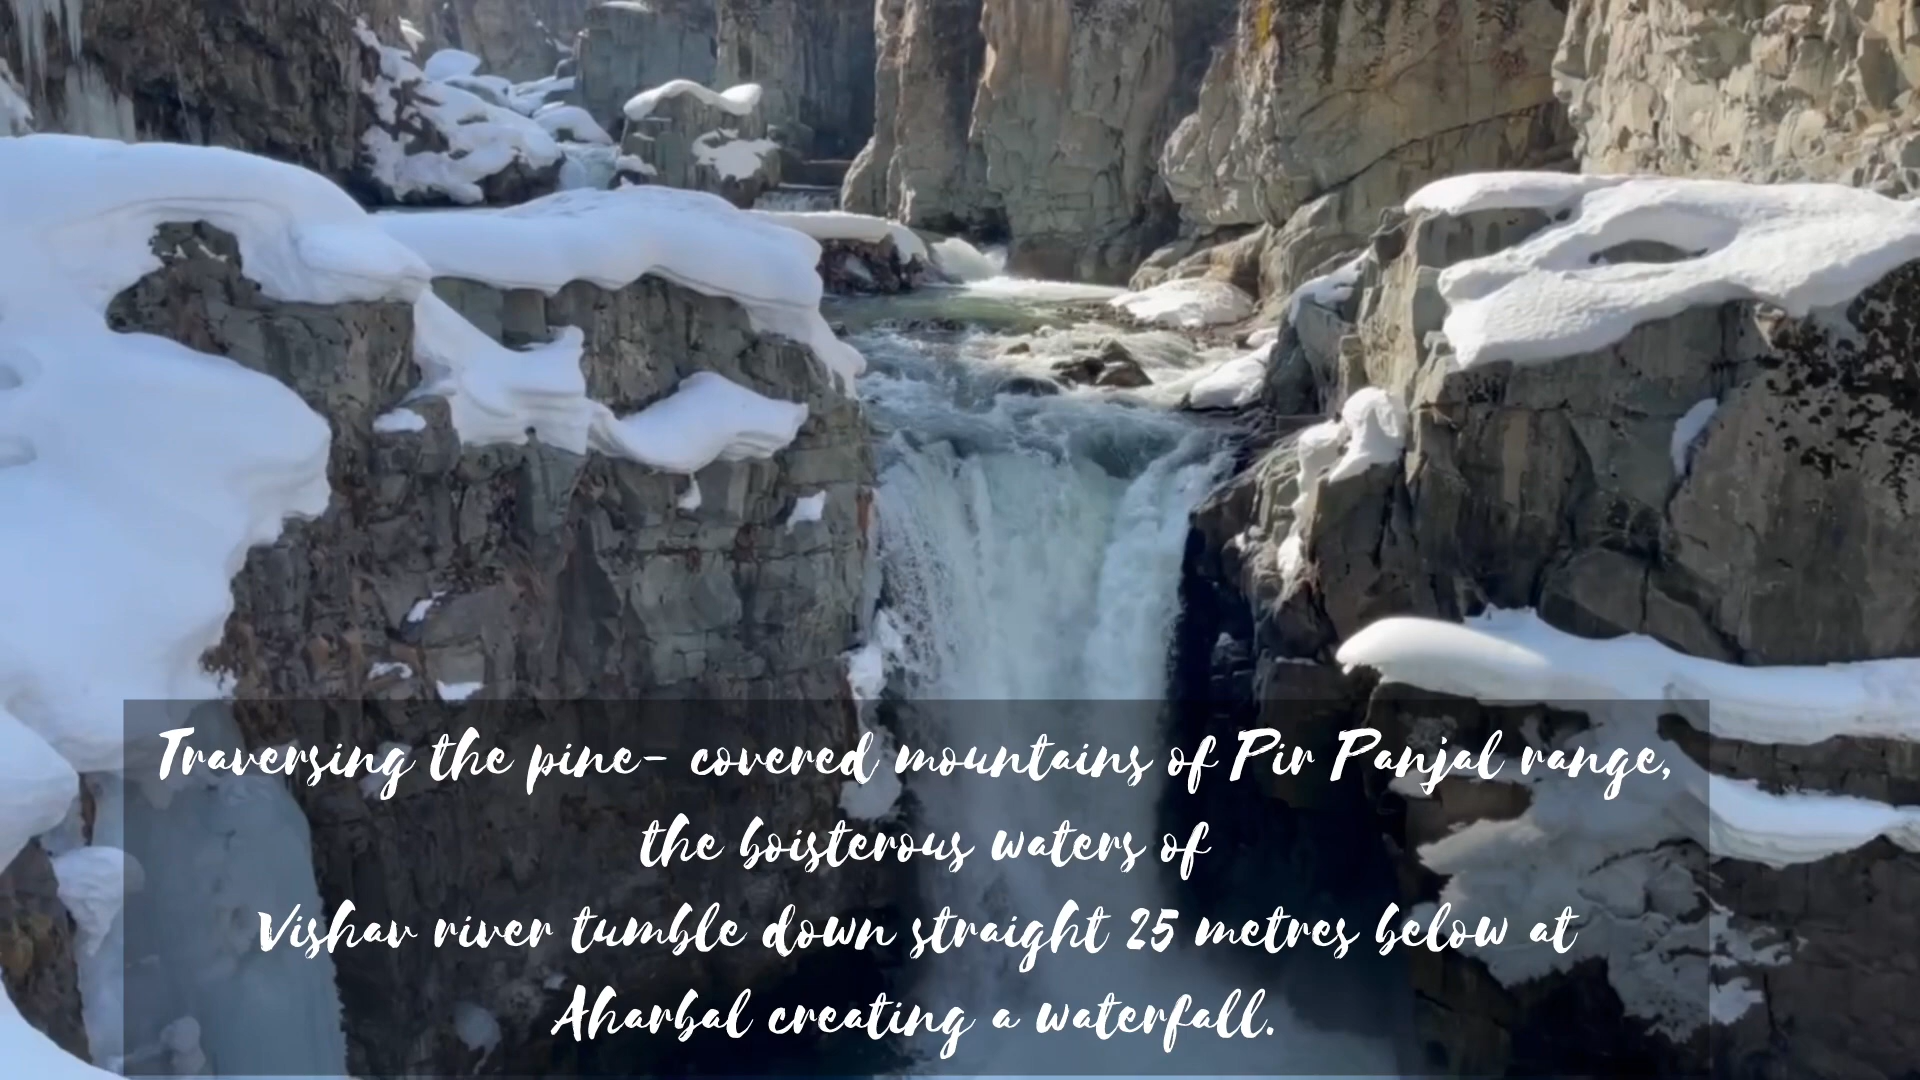 Traversing the pine- covered mountains of Pir Panjal range,
the boisterous waters of
Vishav river tumble down straight 25 metres below at
Aharbal creating a waterfall.